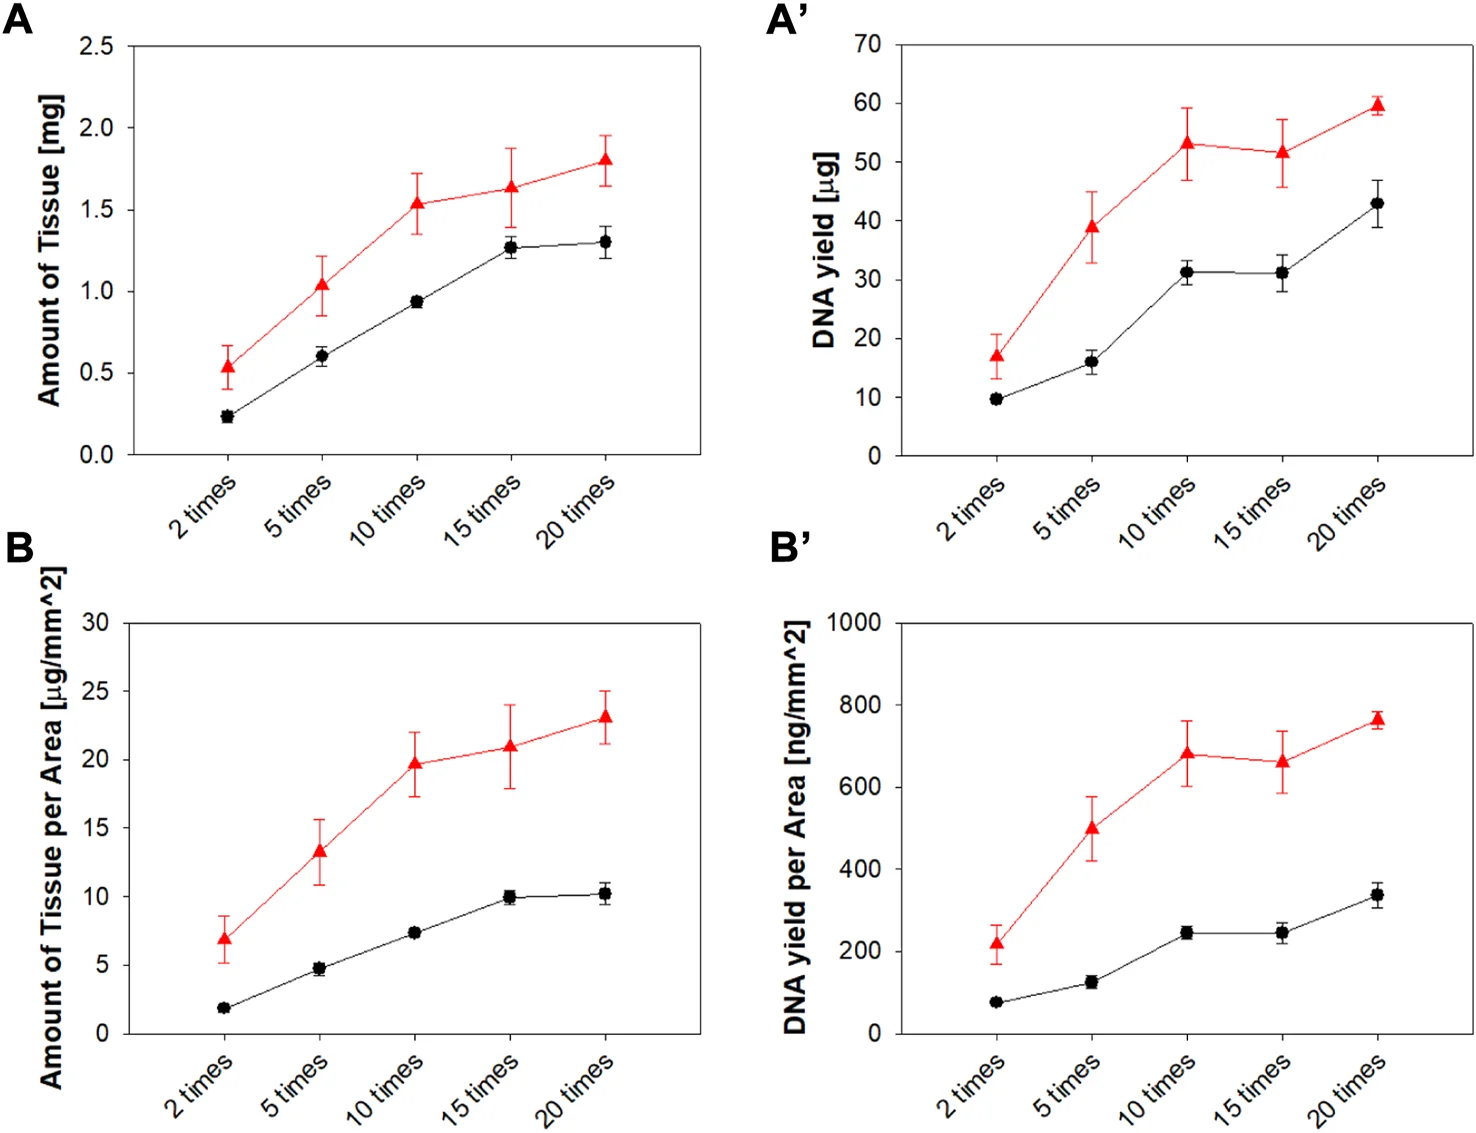 A
Amount of Tissue [mg]
2.5
2.0
1.5
1.0
0.5
0.0
2 times
5 times
10 times
15 times
20 times
A’
DNA yield [μg]
70
60
50
40
30
20
10
0
2 times
5 times
10 times
15 times
20 times
B
Amount of Tissue per Area [μg/mm^2]
30
25
20
15
10
5
0
2 times
5 times
10 times
15 times
20 times
B’
DNA yield per Area [ng/mm^2]
1000
800
600
400
200
0
2 times
5 times
10 times
15 times
20 times